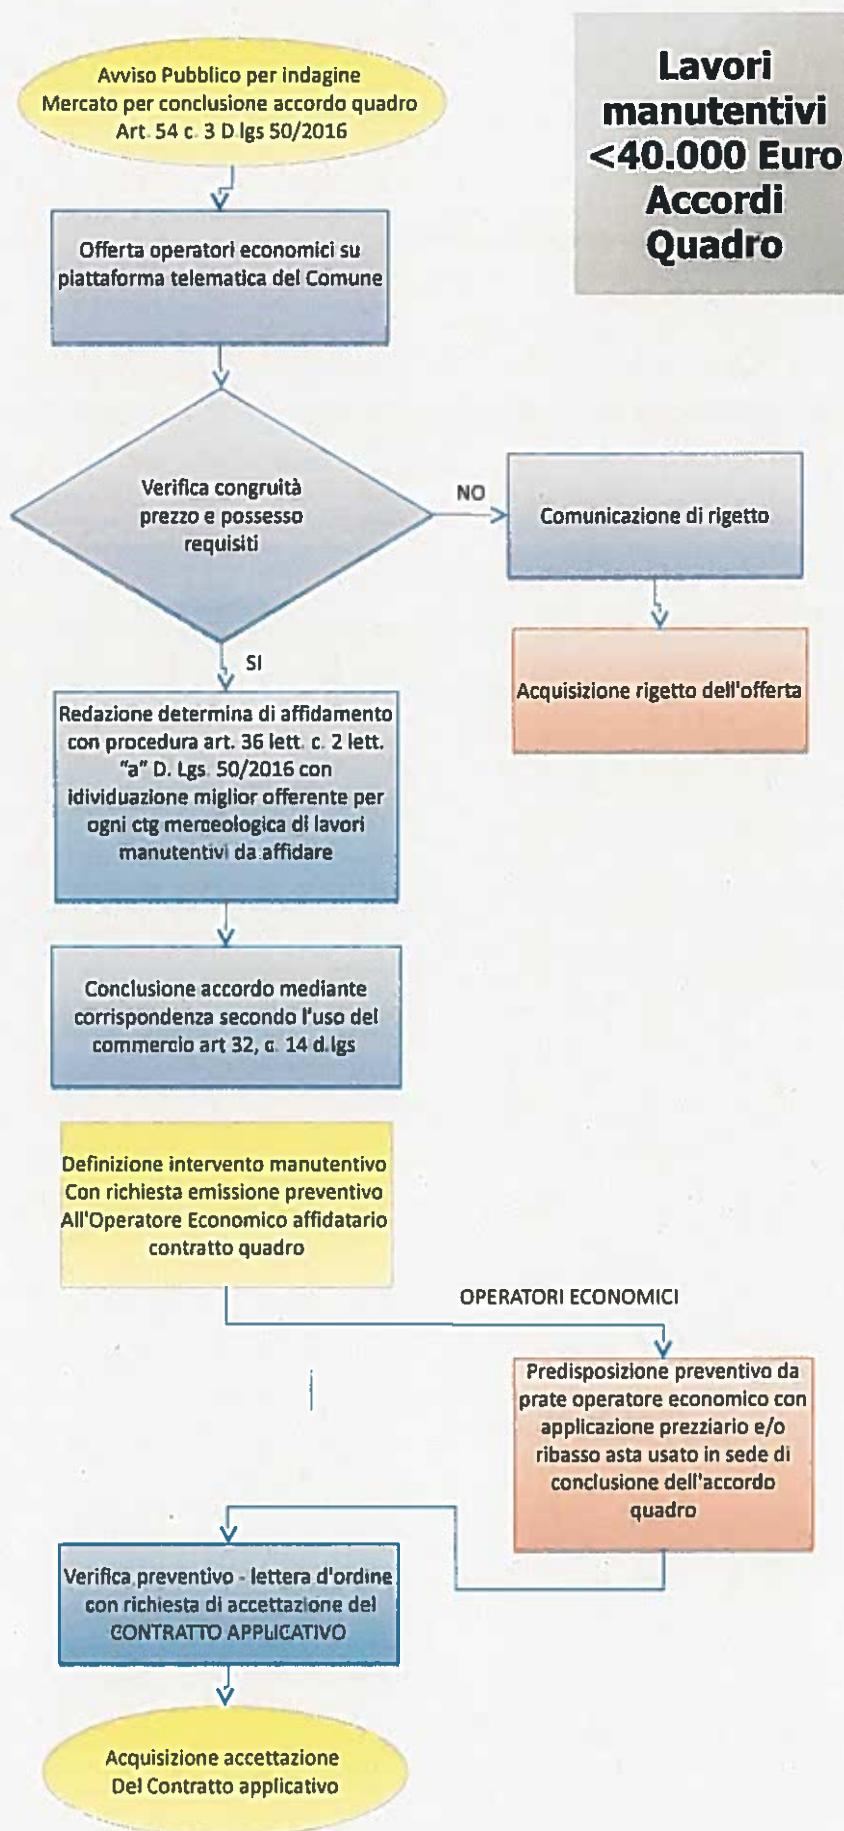 Lavori
manutentivi
<40.000 Euro
Accordi
Quadro
Avviso Pubblico per indagine
Mercato per conclusione accordo quadro
Art. 54 c. 3 D.lgs 50/2016
Offerta operatori economici su
piattaforma telematica del Comune
Verifica congruità
prezzo e possesso
requisiti
NO
Comunicazione di rigetto
Acquisizione rigetto dell'offerta
SI
Redazione determina di affidamento
con procedura art. 36 lett. c. 2 lett.
"a" D. Lgs. 50/2016 con
idividuazione miglior offerente per
ogni ctg merceologica di lavori
manutentivi da affidare
Conclusione accordo mediante
corrispondenza secondo l'uso del
commercio art 32, c. 14 d.lgs
Definizione intervento manutentivo
Con richiesta emissione preventivo
All'Operatore Economico affidatario
contratto quadro
OPERATORI ECONOMICI
Predisposizione preventivo da
prate operatore economico con
applicazione prezziario e/o
ribasso asta usato in sede di
conclusione dell'accordo
quadro
Verifica preventivo - lettera d'ordine
con richiesta di accettazione del
CONTRATTO APPLICATIVO
Acquisizione accettazione
Del Contratto applicativo